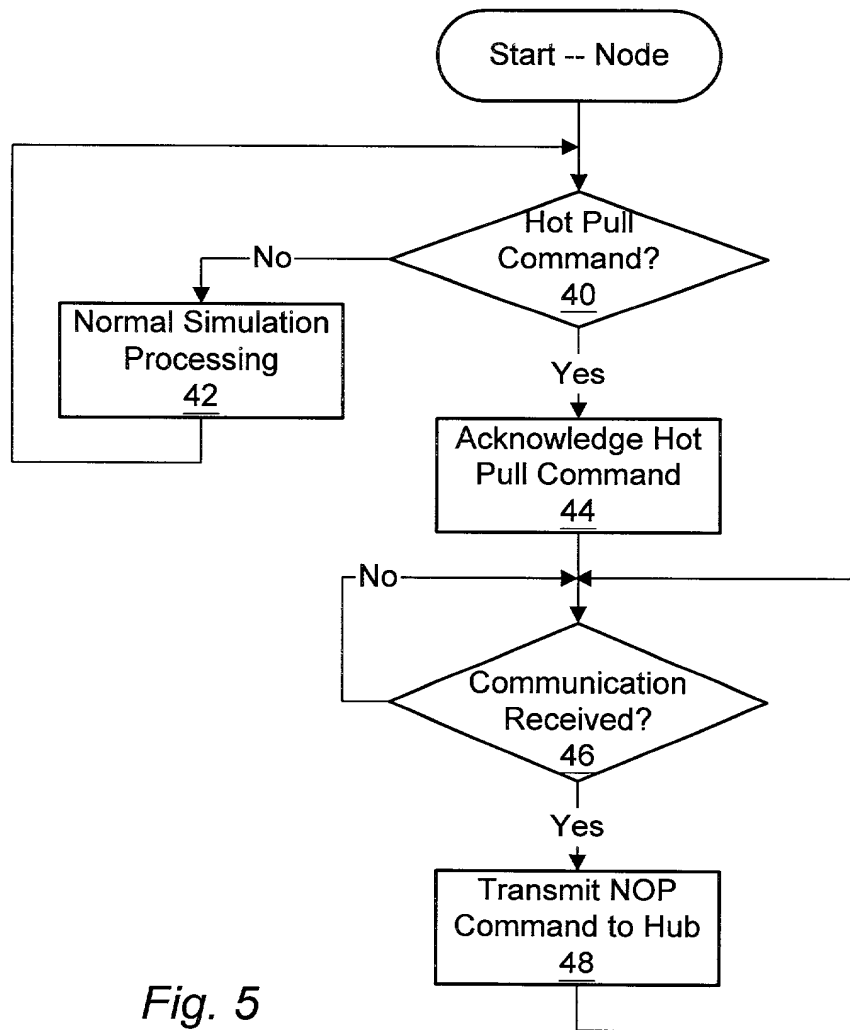 Start -- Node
Hot Pull
Command?
40
No
Normal Simulation
Processing
42
Yes
Acknowledge Hot
Pull Command
44
No
Communication
Received?
46
Yes
Transmit NOP
Command to Hub
48
Fig. 5